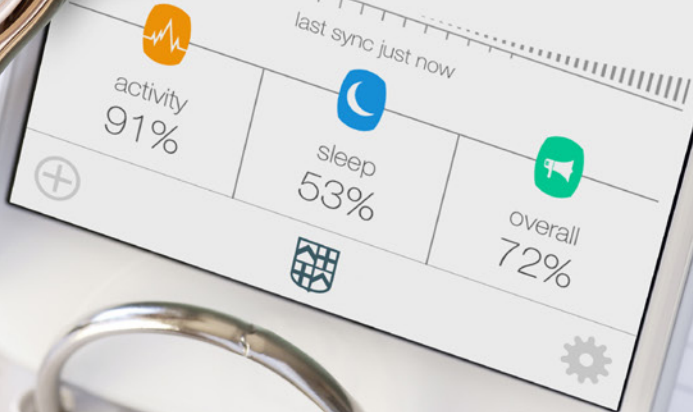 last sync just now
activity
91%
sleep
53%
overall
72%